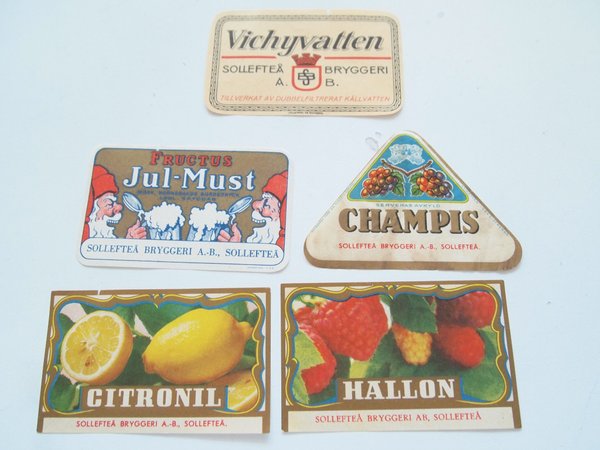 Vichyvatten
SOLLEFTEÅ BRYGGERI
A. B.
TILLVERKAT AV DUBBELFILTRERAT KÄLLVATTEN
FRUCTUS
Jul-Must
SOLLEFTEÅ BRYGGERI A.-B., SOLLEFTEÅ
SERVERAS AVKYLD
CHAMPIS
SOLLEFTEÅ BRYGGERI A.-B., SOLLEFTEÅ.
CITRONIL
SOLLEFTEÅ BRYGGERI A.-B., SOLLEFTEÅ.
HALLON
SOLLEFTEÅ BRYGGERI AB, SOLLEFTEÅ